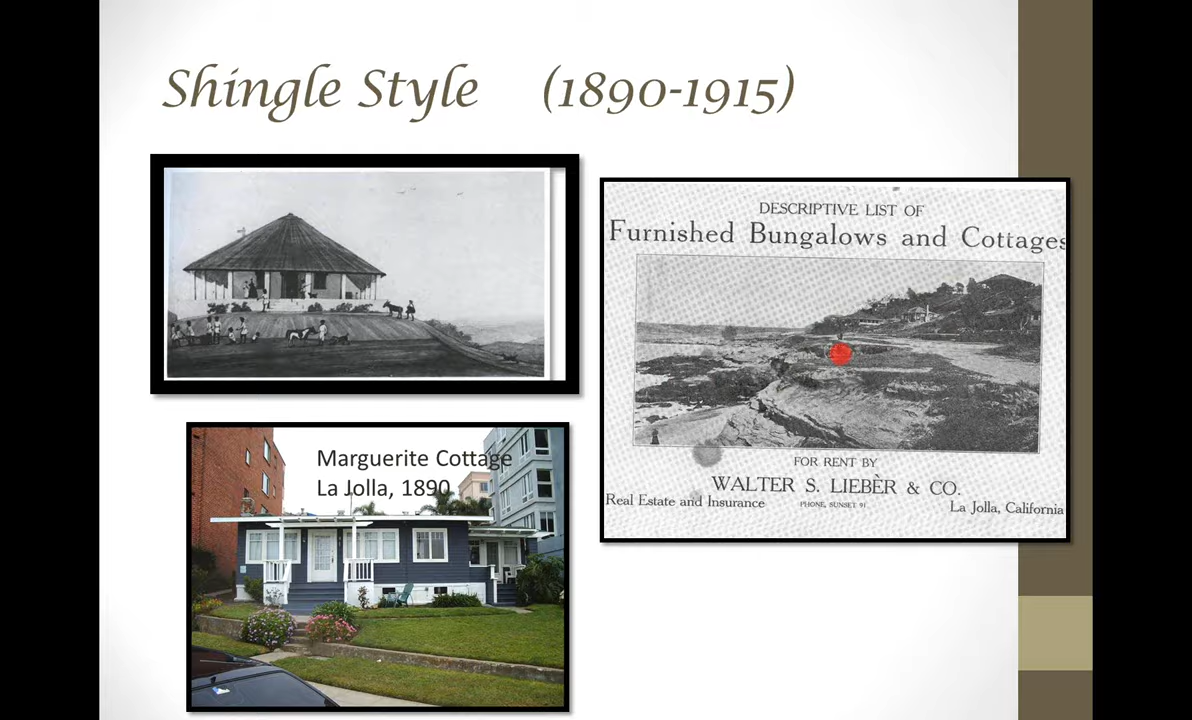 Shingle Style (1890-1915)
DESCRIPTIVE LIST OF
Furnished Bungalows and Cottages
FOR RENT BY
WALTER S. LIEBÈR & CO.
Real Estate and Insurance
PHONE, SUNSET 91
La Jolla, California
Marguerite Cottage
La Jolla, 1890